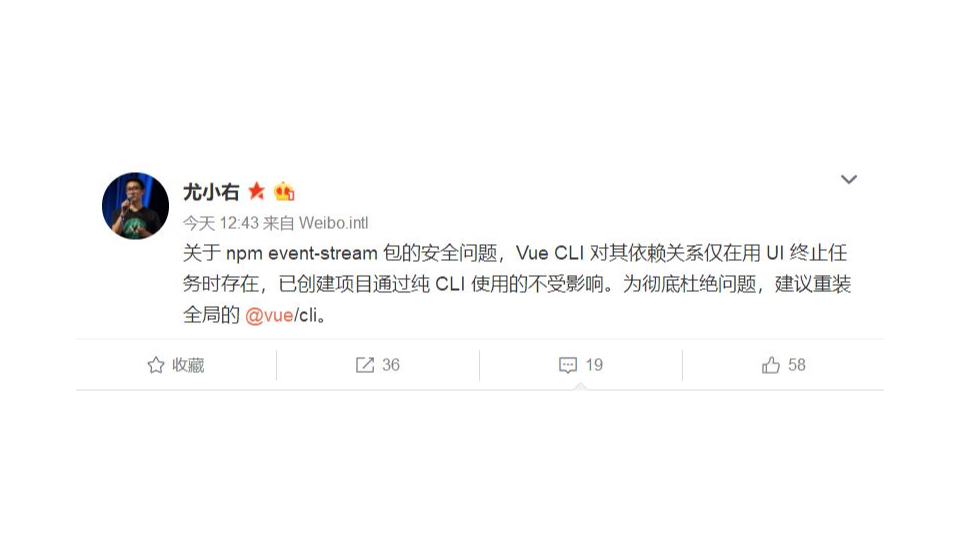 尤小右
今天 12:43 来自 Weibo.intl
关于 npm event-stream 包的安全问题，Vue CLI 对其依赖关系仅在用 UI 终止任
务时存在，已创建项目通过纯 CLI 使用的不受影响。为彻底杜绝问题，建议重装
全局的 @vue/cli。
收藏 36 19 58